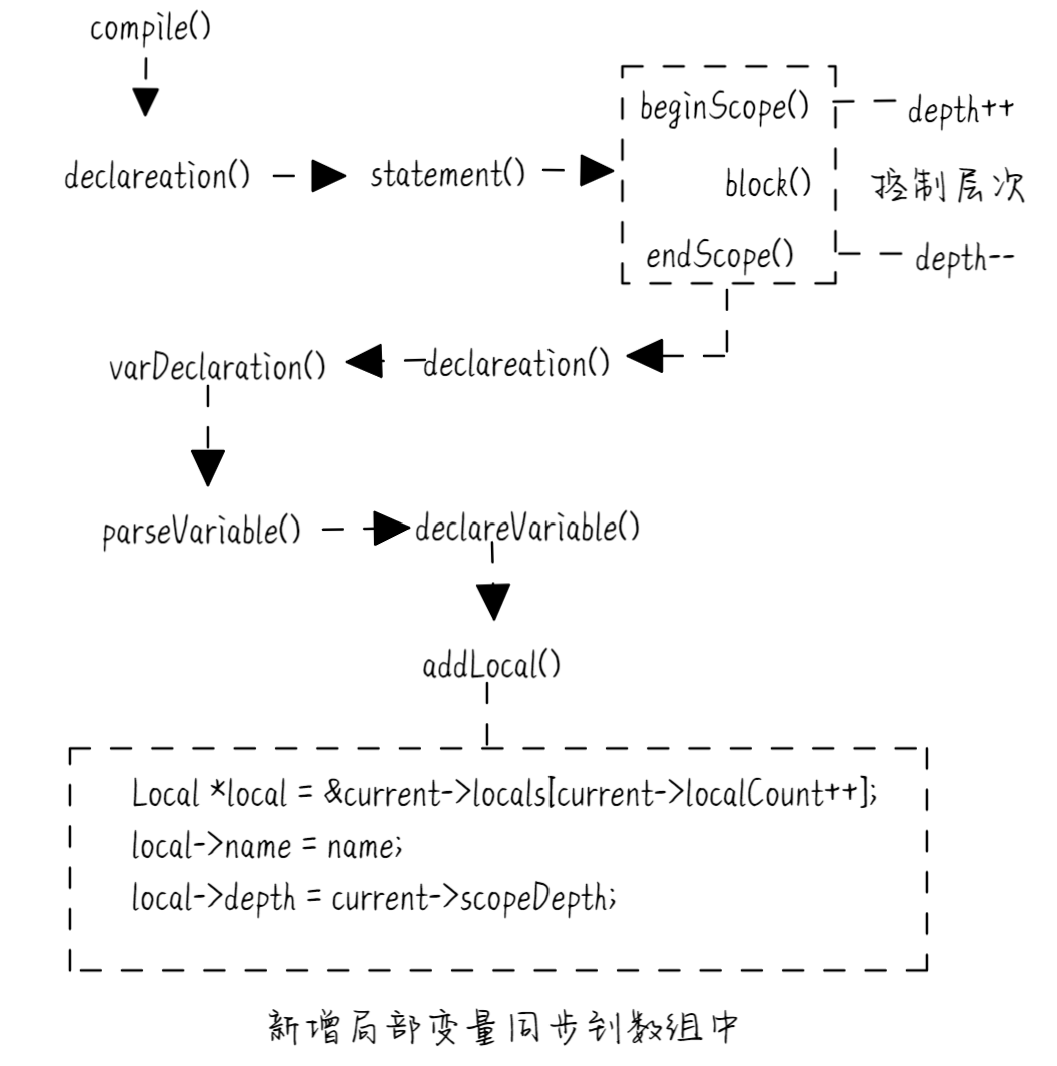 compile()
beginScope()
depth++
declareation()
statement()
block()
控制层次
endScope()
depth--
varDeclaration()
declareation()
parseVariable()
declareVariable()
addLocal()
Local *local = &current->locals[current->localCount++];
local->name = name;
local->depth = current->scopeDepth;
新增局部变量同步到数组中